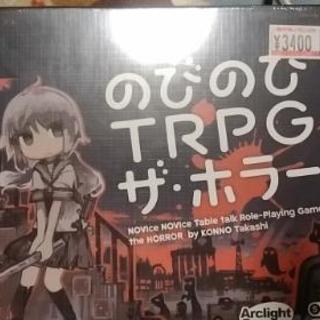 ¥3400
のびのび
TRPG
ザ・ホラー
NOVice NOVice Table talk Role-Playing Game
the HORROR by KONNO Takashi
Arclight